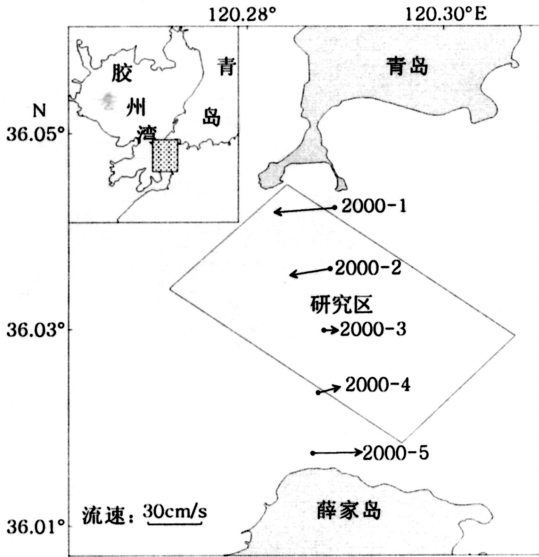 120.28°
120.30°E
N
36.05°
36.03°
36.01°
胶
州
湾
青
岛
青岛
2000-1
2000-2
研究区
2000-3
2000-4
2000-5
流速：30cm/s
薛家岛